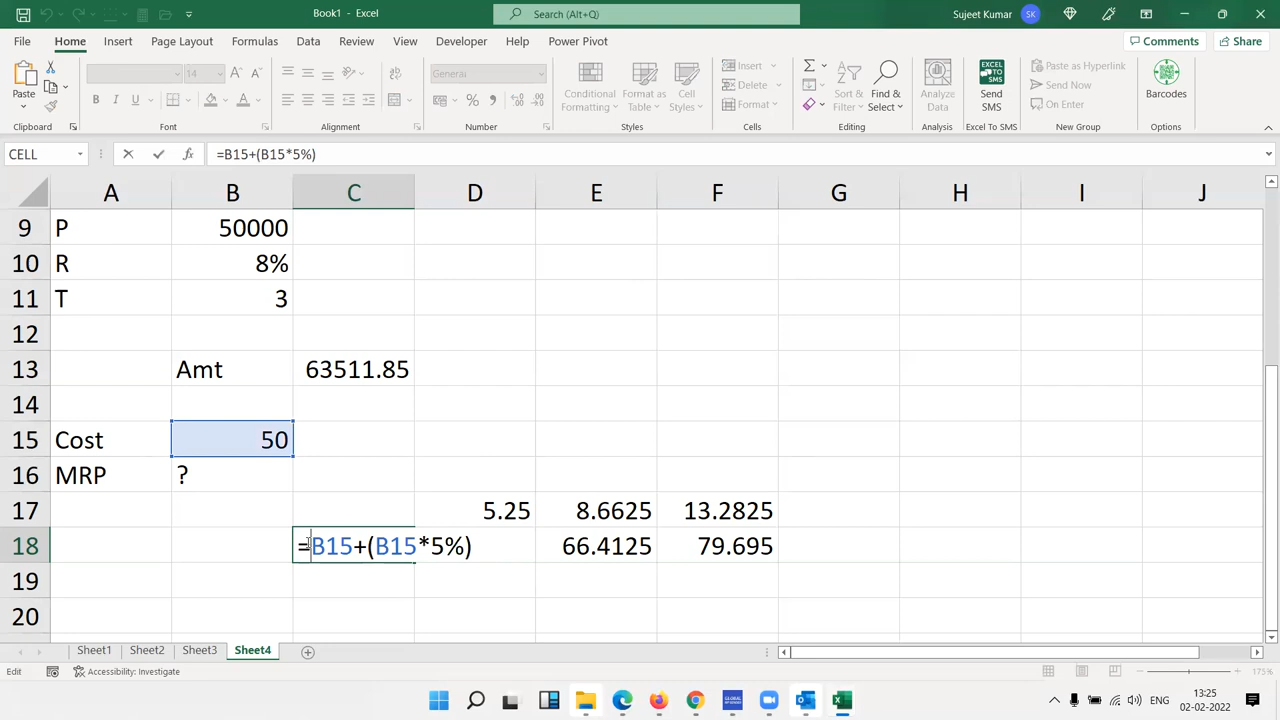 Book1 - Excel
Search (Alt+Q)
Sujeet Kumar SK
File Home Insert Page Layout Formulas Data Review View Developer Help Power Pivot Comments Share
Paste
14
General
Conditional Formatting
Format as Table
Cell Styles
Insert
Delete
Format
Sort & Filter
Find & Select
Analyze Data
Send SMS
Paste as Hyperlink
Send Now
On Enter
Barcodes
Clipboard Font Alignment Number Styles Cells Editing Analysis Excel To SMS New Group Options
CELL fx =B15+(B15*5%)
A B C D E F G H I J
9 P 50000
10 R 8%
11 T 3
12
13 Amt 63511.85
14
15 Cost 50
16 MRP ?
17 5.25 8.6625 13.2825
18 =B15+(B15*5%) 66.4125 79.695
19
20
Sheet1 Sheet2 Sheet3 Sheet4
Edit Accessibility: Investigate 175%
ENG 13:25
02-02-2022